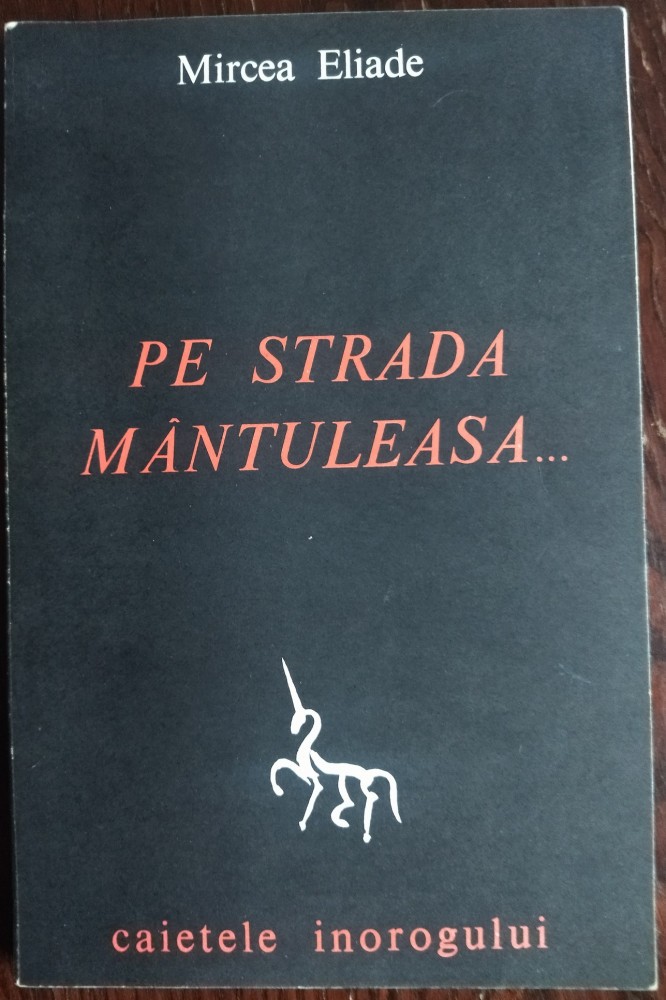 Mircea Eliade
PE STRADA
MÂNTULEASA...
caietele inorogului